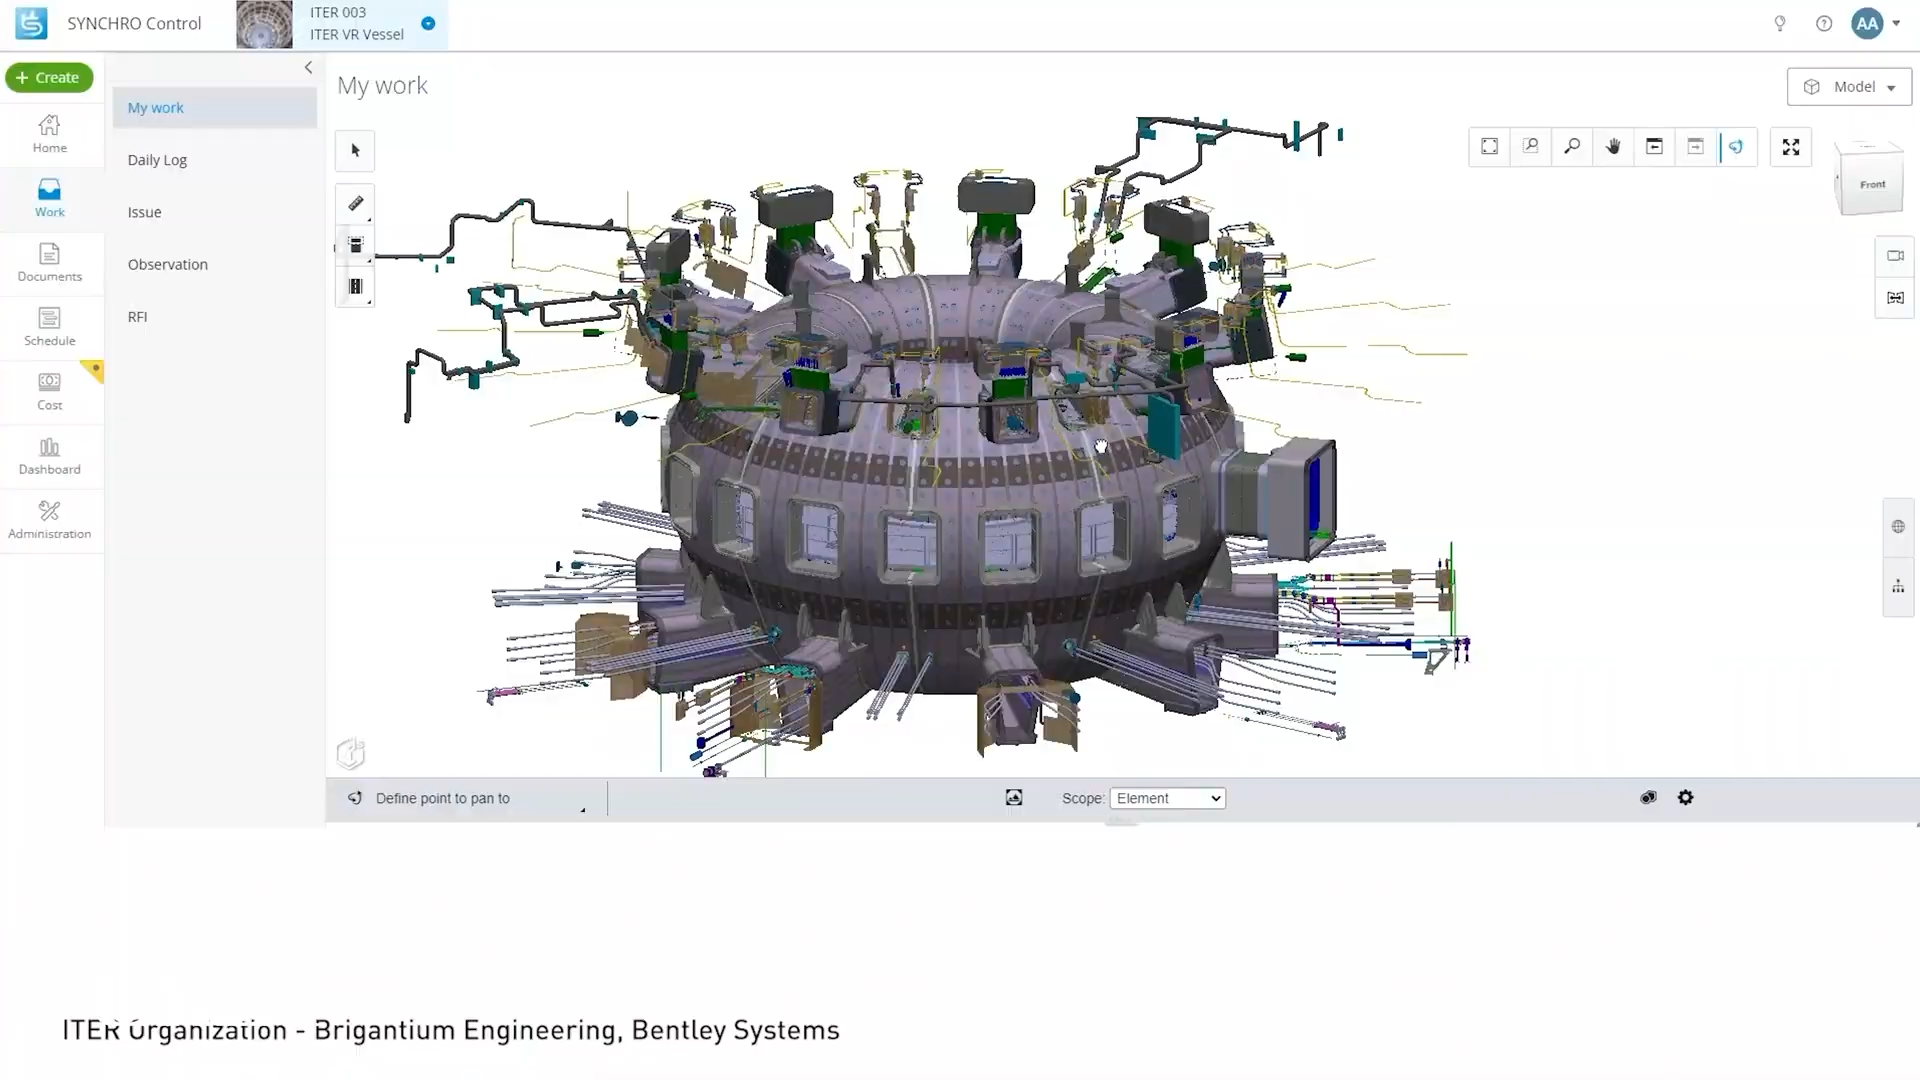 SYNCHRO Control
ITER 003
ITER VR Vessel
AA
+ Create
Home
Work
Documents
Schedule
Cost
Dashboard
Administration
My work
Daily Log
Issue
Observation
RFI
My work
Model
Front
Define point to pan to
Scope: Element
ITER Organization - Brigantium Engineering, Bentley Systems